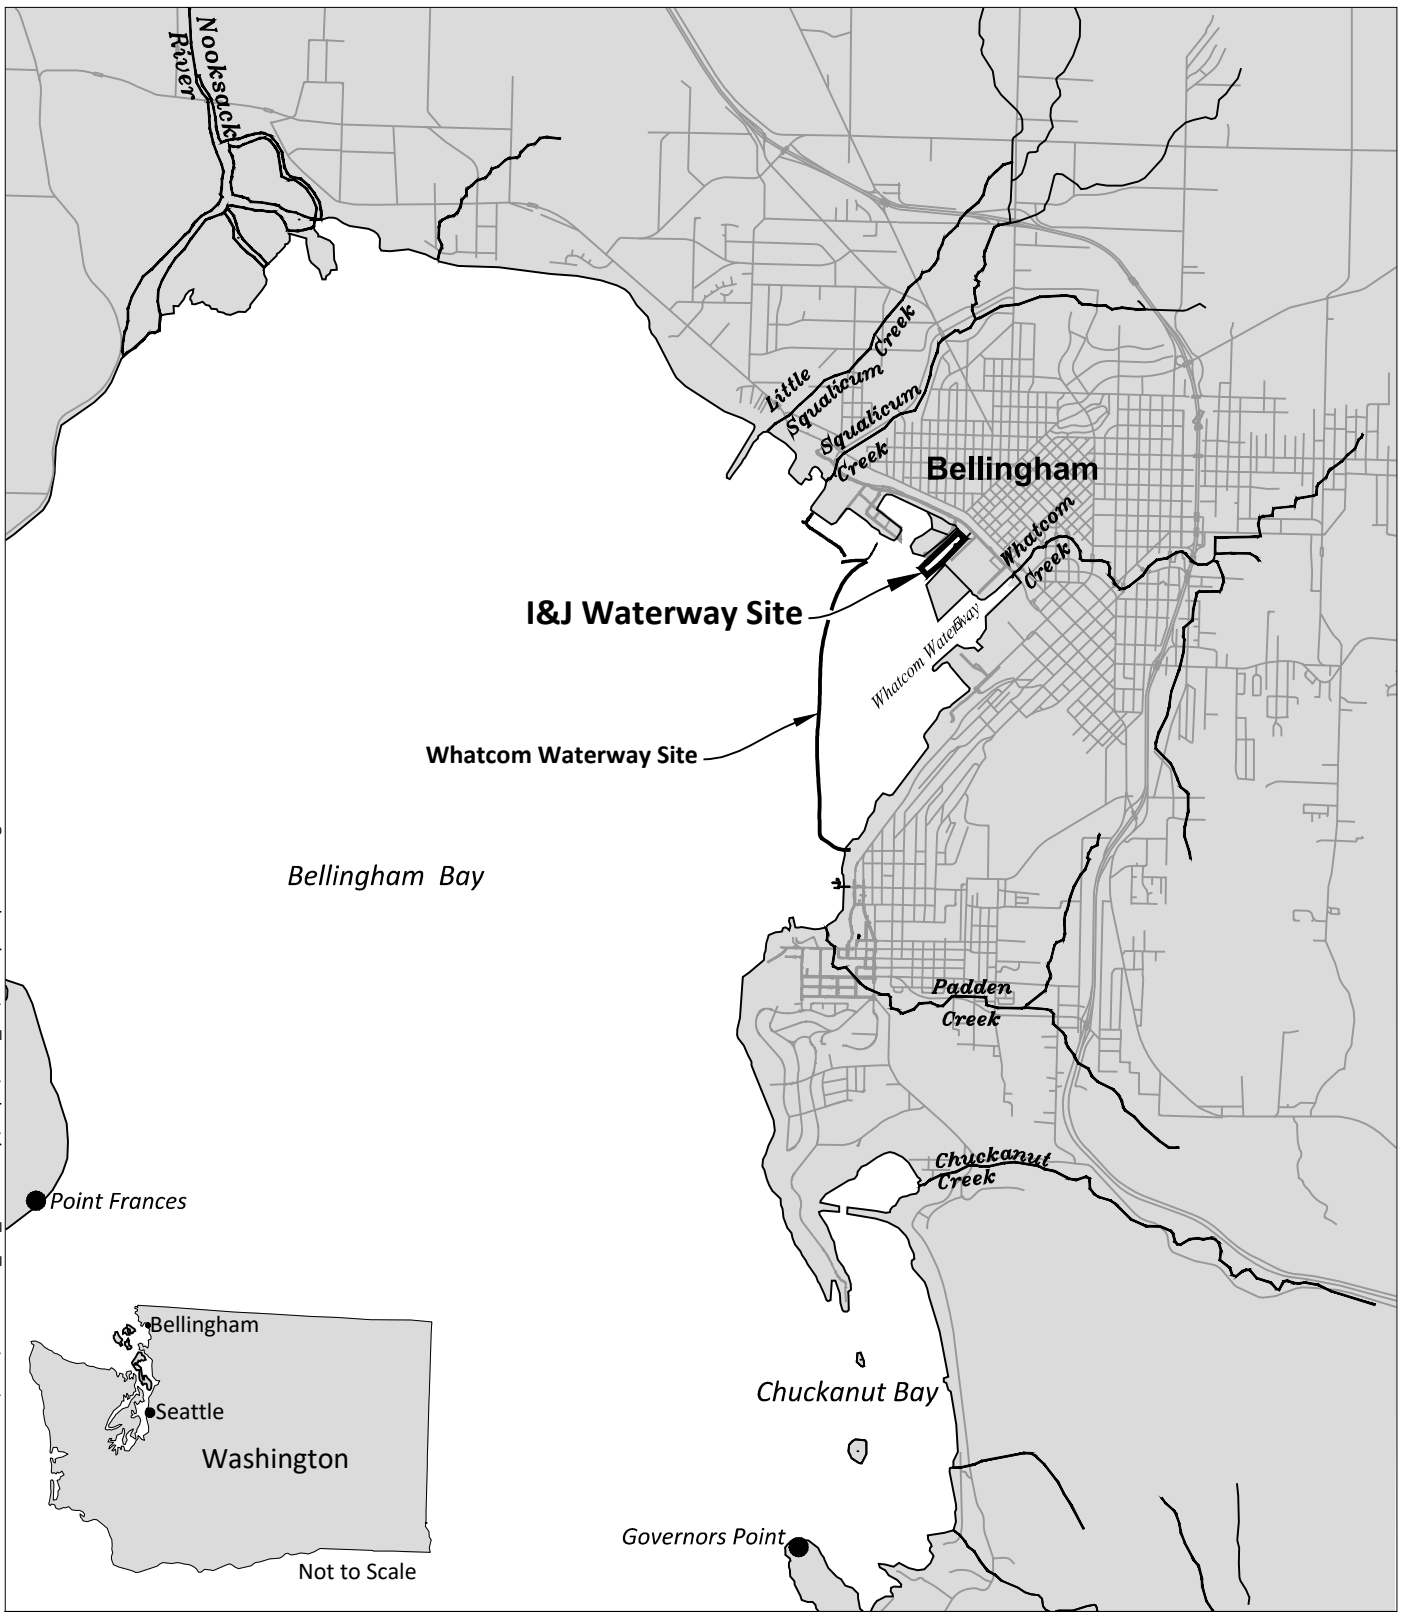 Nooksack
River
Little
Squalicum
Creek
Squalicum
Creek
Bellingham
Whatcom
Creek
I&J Waterway Site
Whatcom Waterway
Whatcom Waterway Site
Bellingham Bay
Padden
Creek
Chuckanut
Creek
Point Frances
Bellingham
Seattle
Washington
Not to Scale
Chuckanut Bay
Governors Point